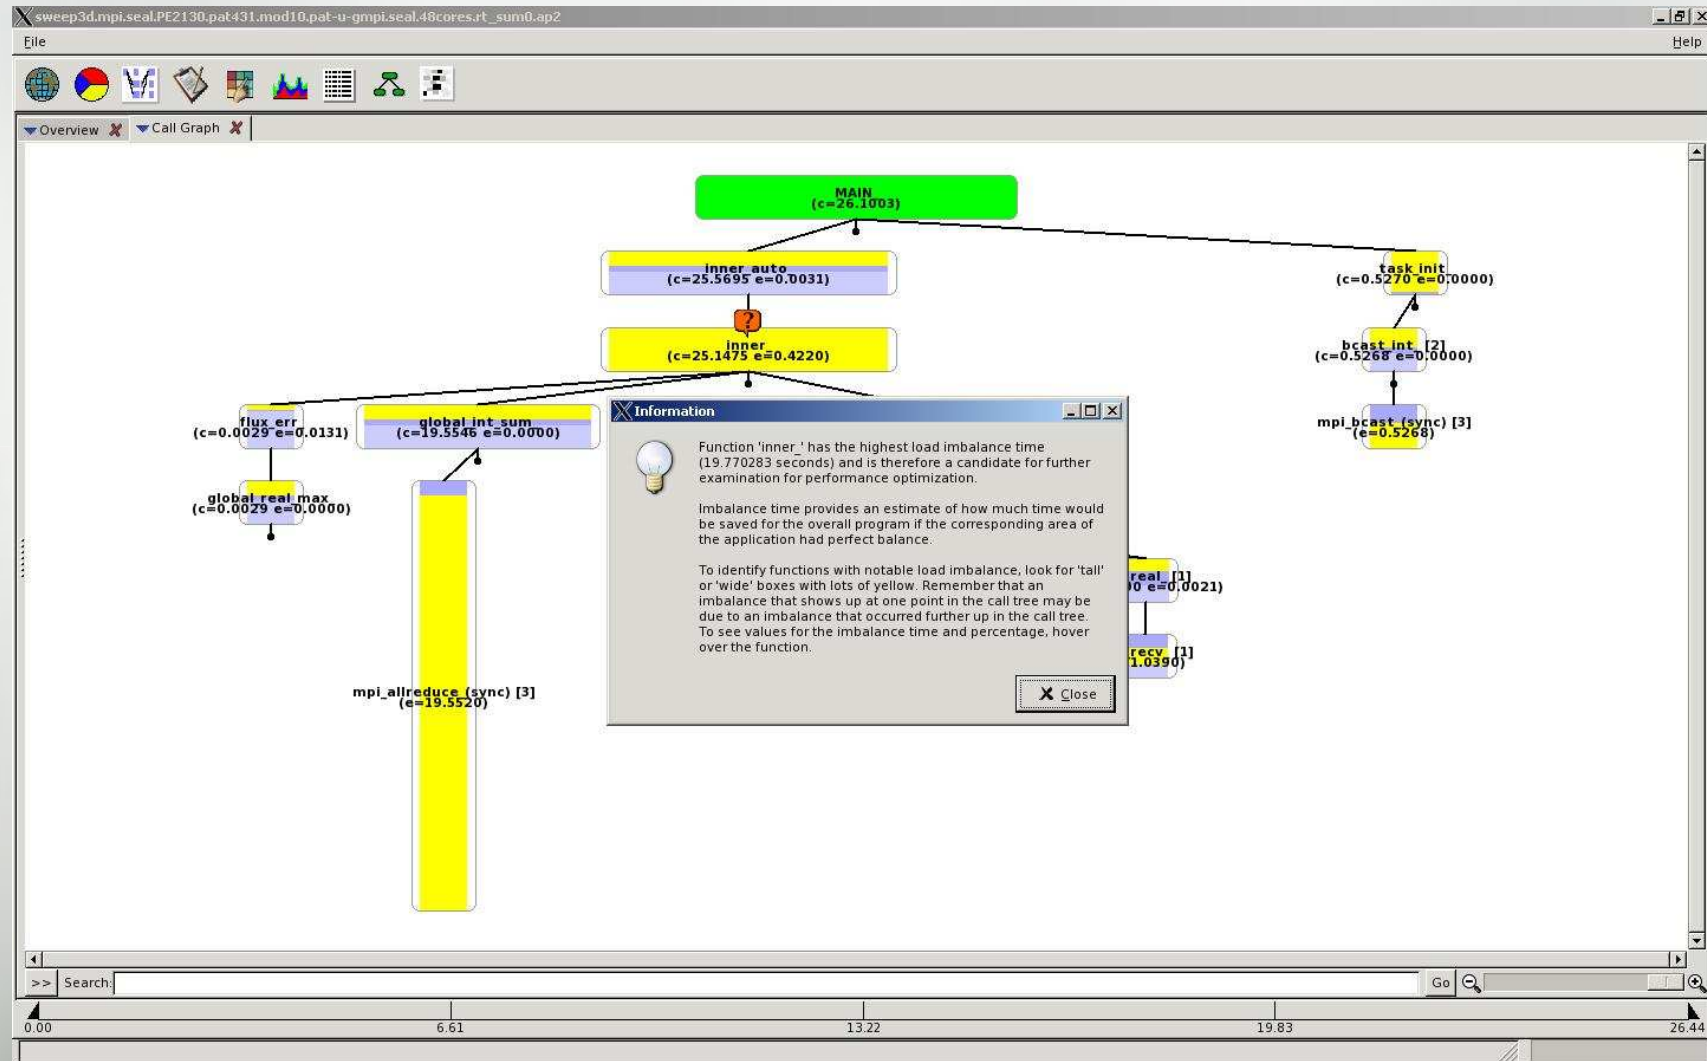 sweep3d.mpi.seal.PE2130.pat431.mod10.pat-u-gmpi.seal.48cores.rt_sum0.ap2
File
Help
Overview
Call Graph
MAIN_
(c=26.1003)
inner_auto_
(c=25.5695 e=0.0031)
task_init_
(c=0.5270 e=0.0000)
?
inner_
(c=25.1475 e=0.4220)
bcast_int_ [2]
(c=0.5268 e=0.0000)
flux_err_
(c=0.0029 e=0.0131)
global_int_sum_
(c=19.5546 e=0.0000)
mpi_bcast_(sync) [3]
(e=0.5268)
global_real_max_
(c=0.0029 e=0.0000)
mpi_allreduce_(sync) [3]
(e=19.5520)
Information
Function 'inner_' has the highest load imbalance time
(19.770283 seconds) and is therefore a candidate for further
examination for performance optimization.
Imbalance time provides an estimate of how much time would
be saved for the overall program if the corresponding area of
the application had perfect balance.
To identify functions with notable load imbalance, look for 'tall'
or 'wide' boxes with lots of yellow. Remember that an
imbalance that shows up at one point in the call tree may be
due to an imbalance that occurred further up in the call tree.
To see values for the imbalance time and percentage, hover
over the function.
Close
real_[1]
e=0.0021)
recv_[1]
1.0390)
>> Search:
Go
0.00
6.61
13.22
19.83
26.44